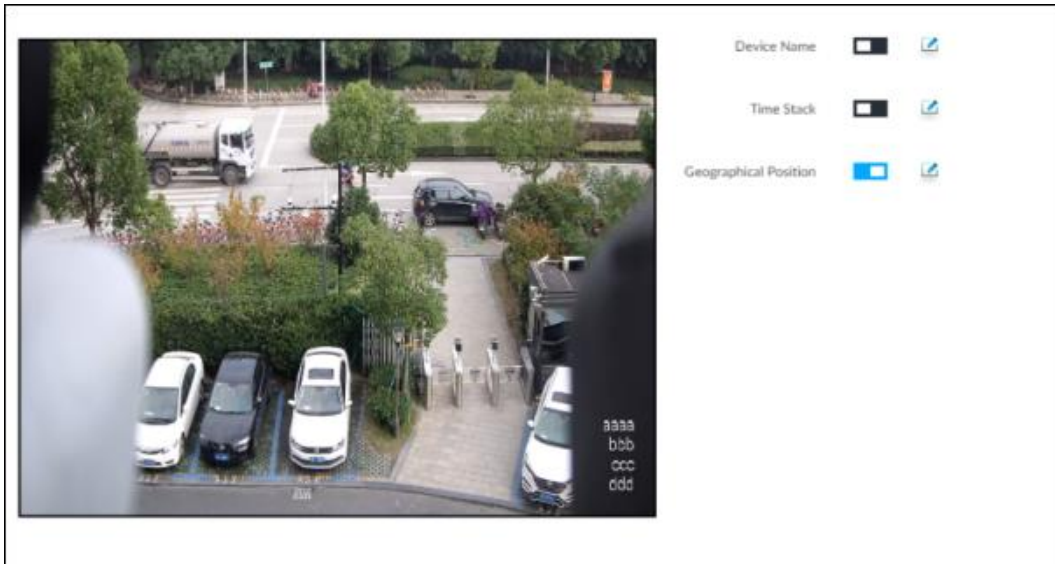 Device Name
Time Stack
Geographical Position
aaaa
bbb
ccc
ddd